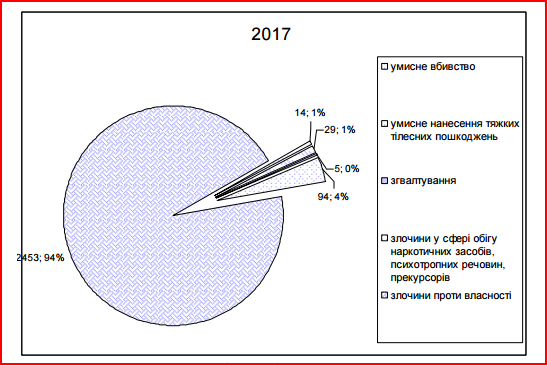 2017
14; 1%
29; 1%
5; 0%
94; 4%
2453; 94%
умисне вбивство
умисне нанесення тяжких
тілесних пошкоджень
згвалтування
злочини у сфері обігу
наркотичних засобів,
психотропних речовин,
прекурсорів
злочини проти власності